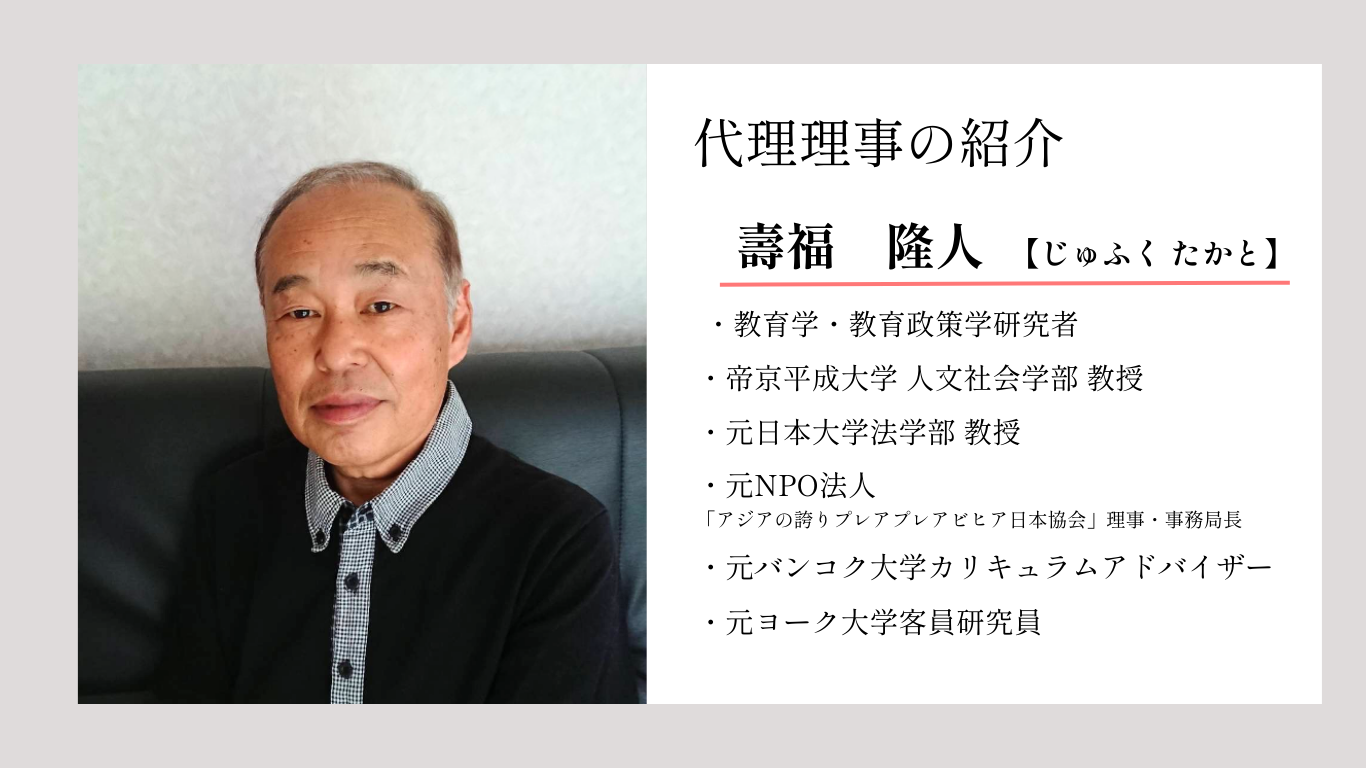 代理理事の紹介
壽福　隆人 【じゅふく たかと】
・教育学・教育政策学研究者
・帝京平成大学 人文社会学部 教授
・元日本大学法学部 教授
・元NPO法人
「アジアの誇りプレアプレアビヒア日本協会」理事・事務局長
・元バンコク大学カリキュラムアドバイザー
・元ヨーク大学客員研究員